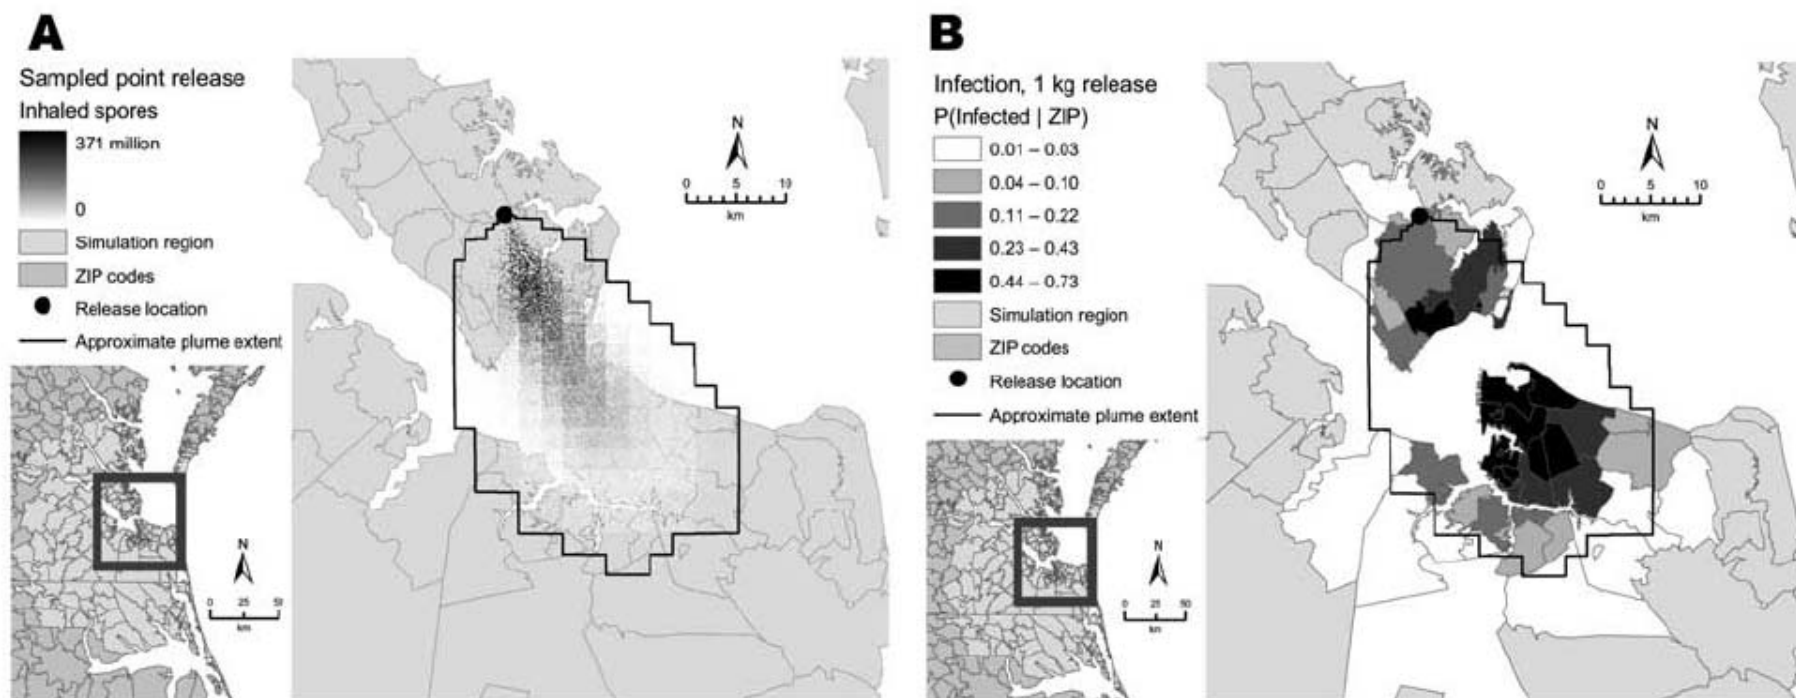 A
Sampled point release
Inhaled spores
371 million
0
Simulation region
ZIP codes
Release location
Approximate plume extent
N
0 25 50
km
N
0 5 10
km
B
Infection, 1 kg release
P(Infected | ZIP)
0.01 – 0.03
0.04 – 0.10
0.11 – 0.22
0.23 – 0.43
0.44 – 0.73
Simulation region
ZIP codes
Release location
Approximate plume extent
N
0 25 50
km
N
0 5 10
km